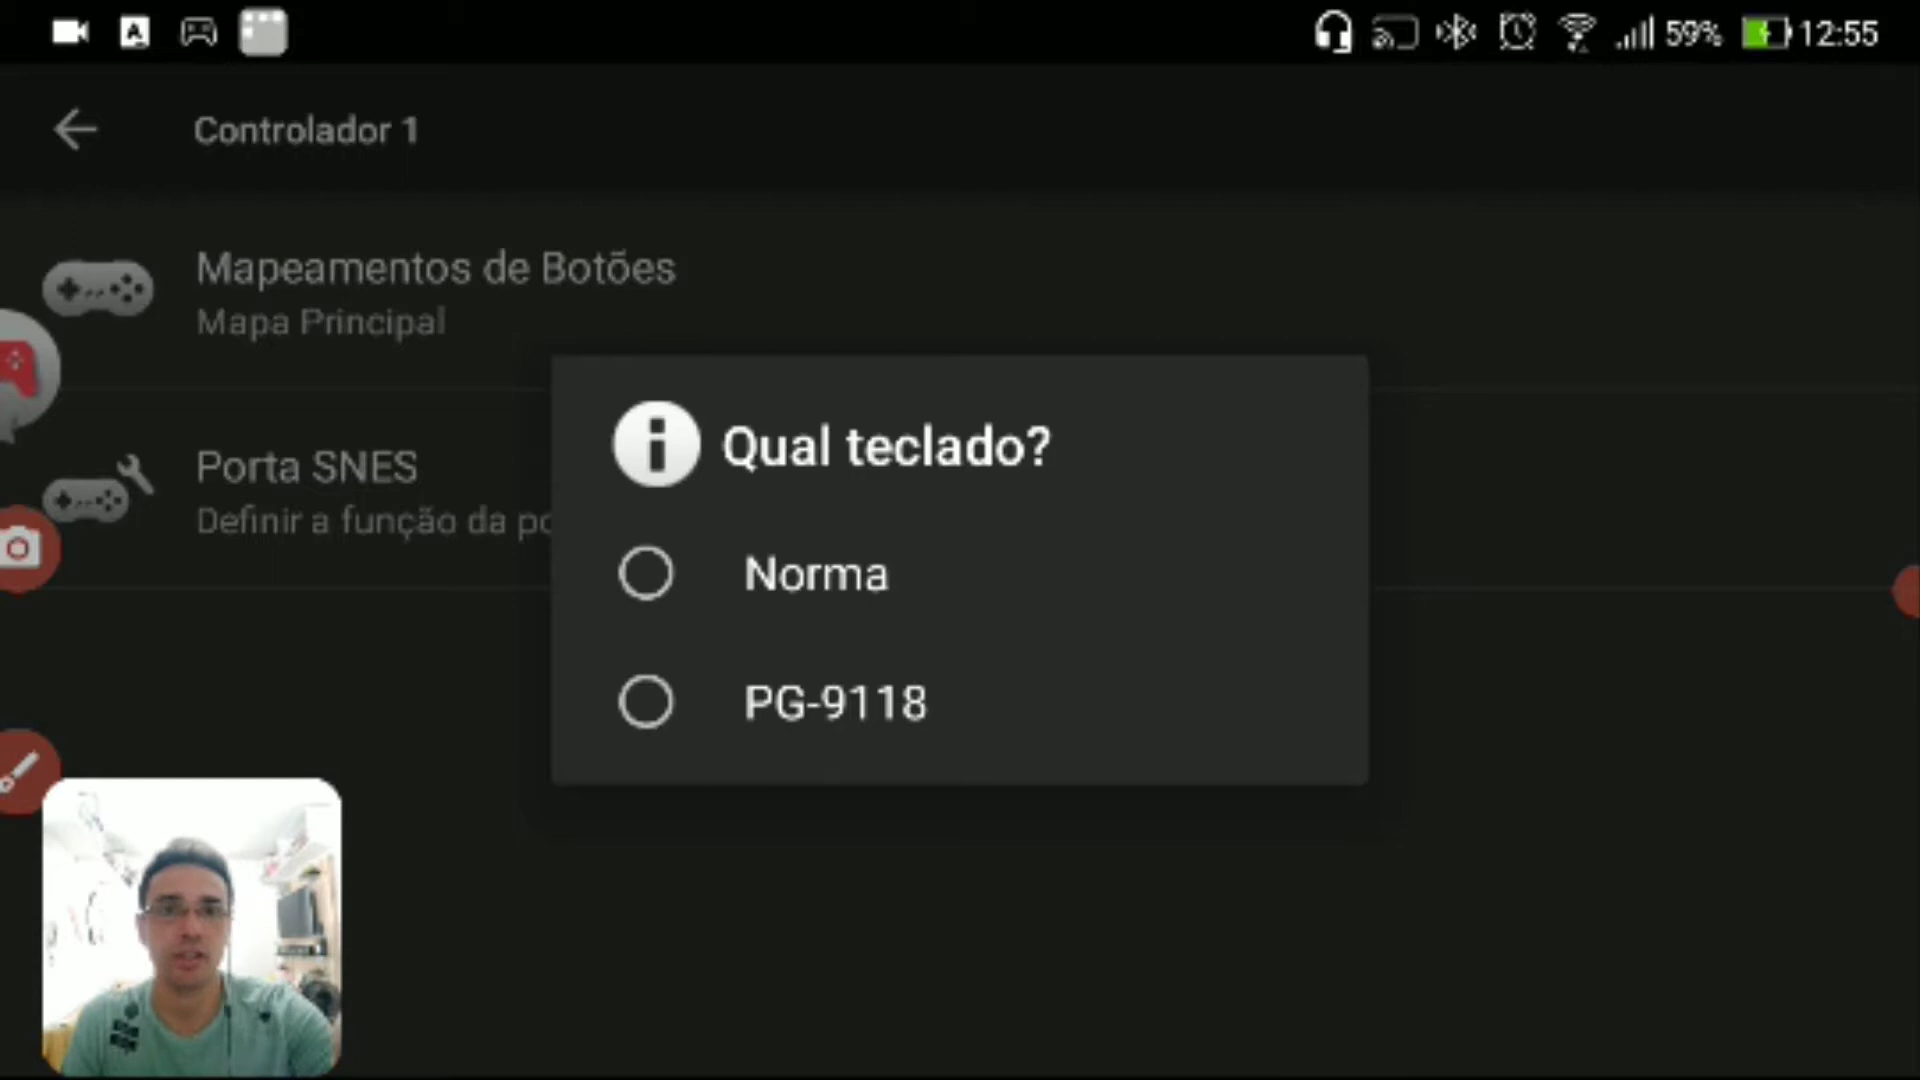 59% 12:55
Controlador 1
Mapeamentos de Botões
Mapa Principal
Porta SNES
Definir a função da po
Qual teclado?
Norma
PG-9118